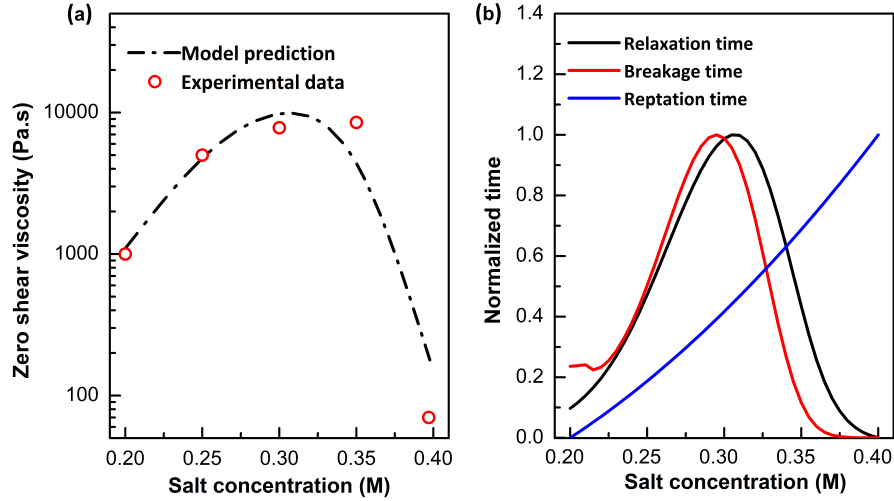 (a)
Model prediction
Experimental data
10000
1000
100
Zero shear viscosity (Pa.s)
0.20 0.25 0.30 0.35 0.40
Salt concentration (M)
(b)
Relaxation time
Breakage time
Reptation time
1.4
1.2
1.0
0.8
0.6
0.4
0.2
0.0
Normalized time
0.20 0.25 0.30 0.35 0.40
Salt concentration (M)